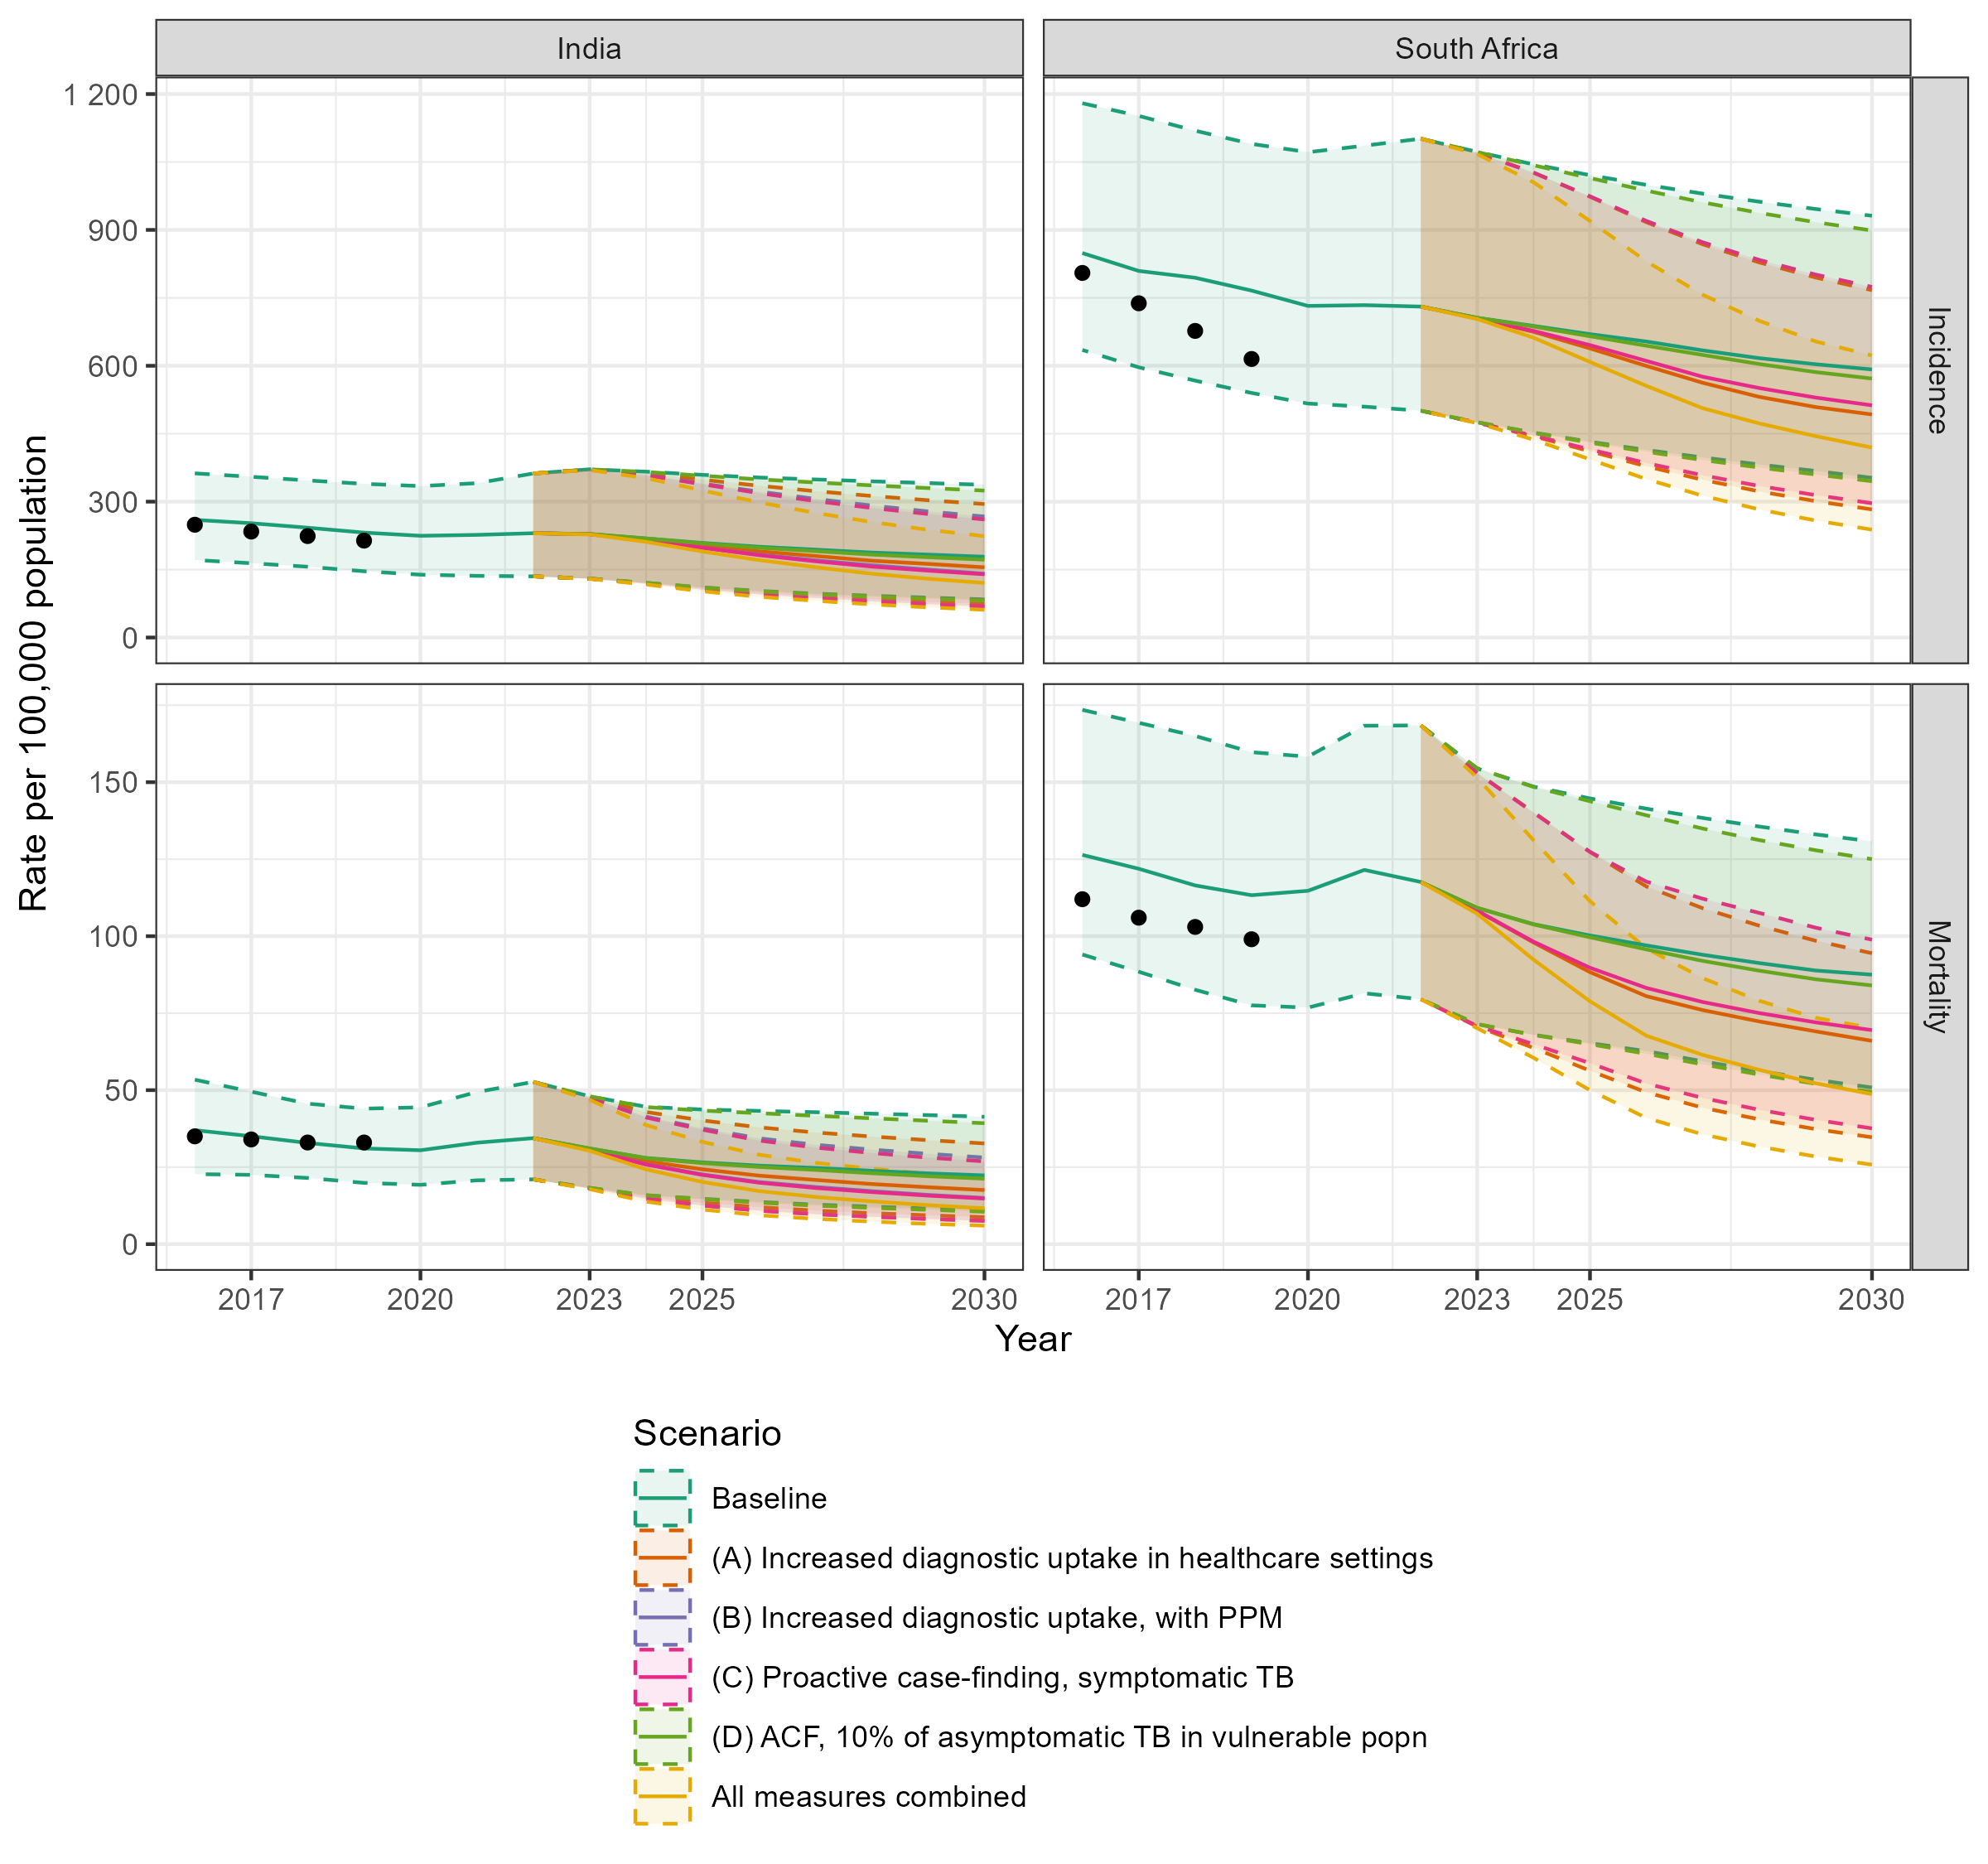 India
South Africa
1 200
900
600
300
0
Incidence
Rate per 100,000 population
150
100
50
0
Mortality
2017 2020 2023 2025 2030
2017 2020 2023 2025 2030
Year
Scenario
Baseline
(A) Increased diagnostic uptake in healthcare settings
(B) Increased diagnostic uptake, with PPM
(C) Proactive case-finding, symptomatic TB
(D) ACF, 10% of asymptomatic TB in vulnerable popn
All measures combined